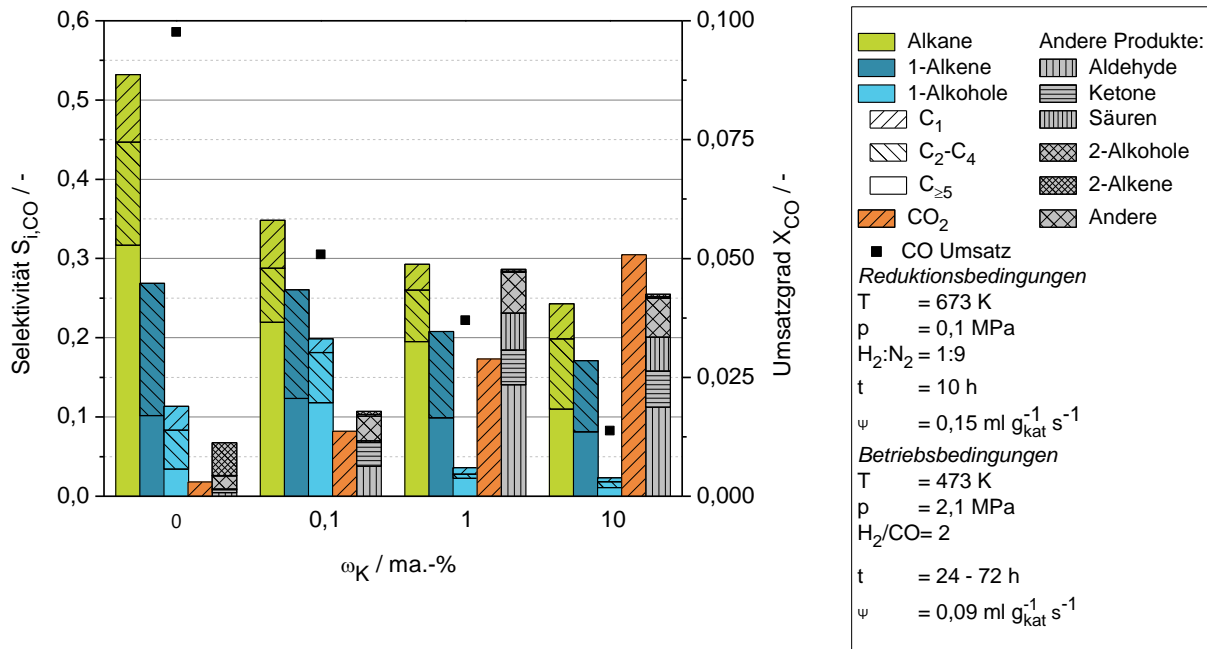 0,6
0,5
0,4
0,3
0,2
0,1
0,0
Selektivität S_i,CO / -
0
0,1
1
10
ω_K / ma.-%
0,100
0,075
0,050
0,025
0,000
Umsatzgrad X_CO / -
Alkane
1-Alkene
1-Alkohole
C_1
C_2-C_4
C_≥5
CO_2
Andere Produkte:
Aldehyde
Ketone
Säuren
2-Alkohole
2-Alkene
Andere
CO Umsatz
Reduktionsbedingungen
T = 673 K
p = 0,1 MPa
H_2:N_2 = 1:9
t = 10 h
Ψ = 0,15 ml g_kat^-1 s^-1
Betriebsbedingungen
T = 473 K
p = 2,1 MPa
H_2/CO= 2
t = 24 - 72 h
Ψ = 0,09 ml g_kat^-1 s^-1